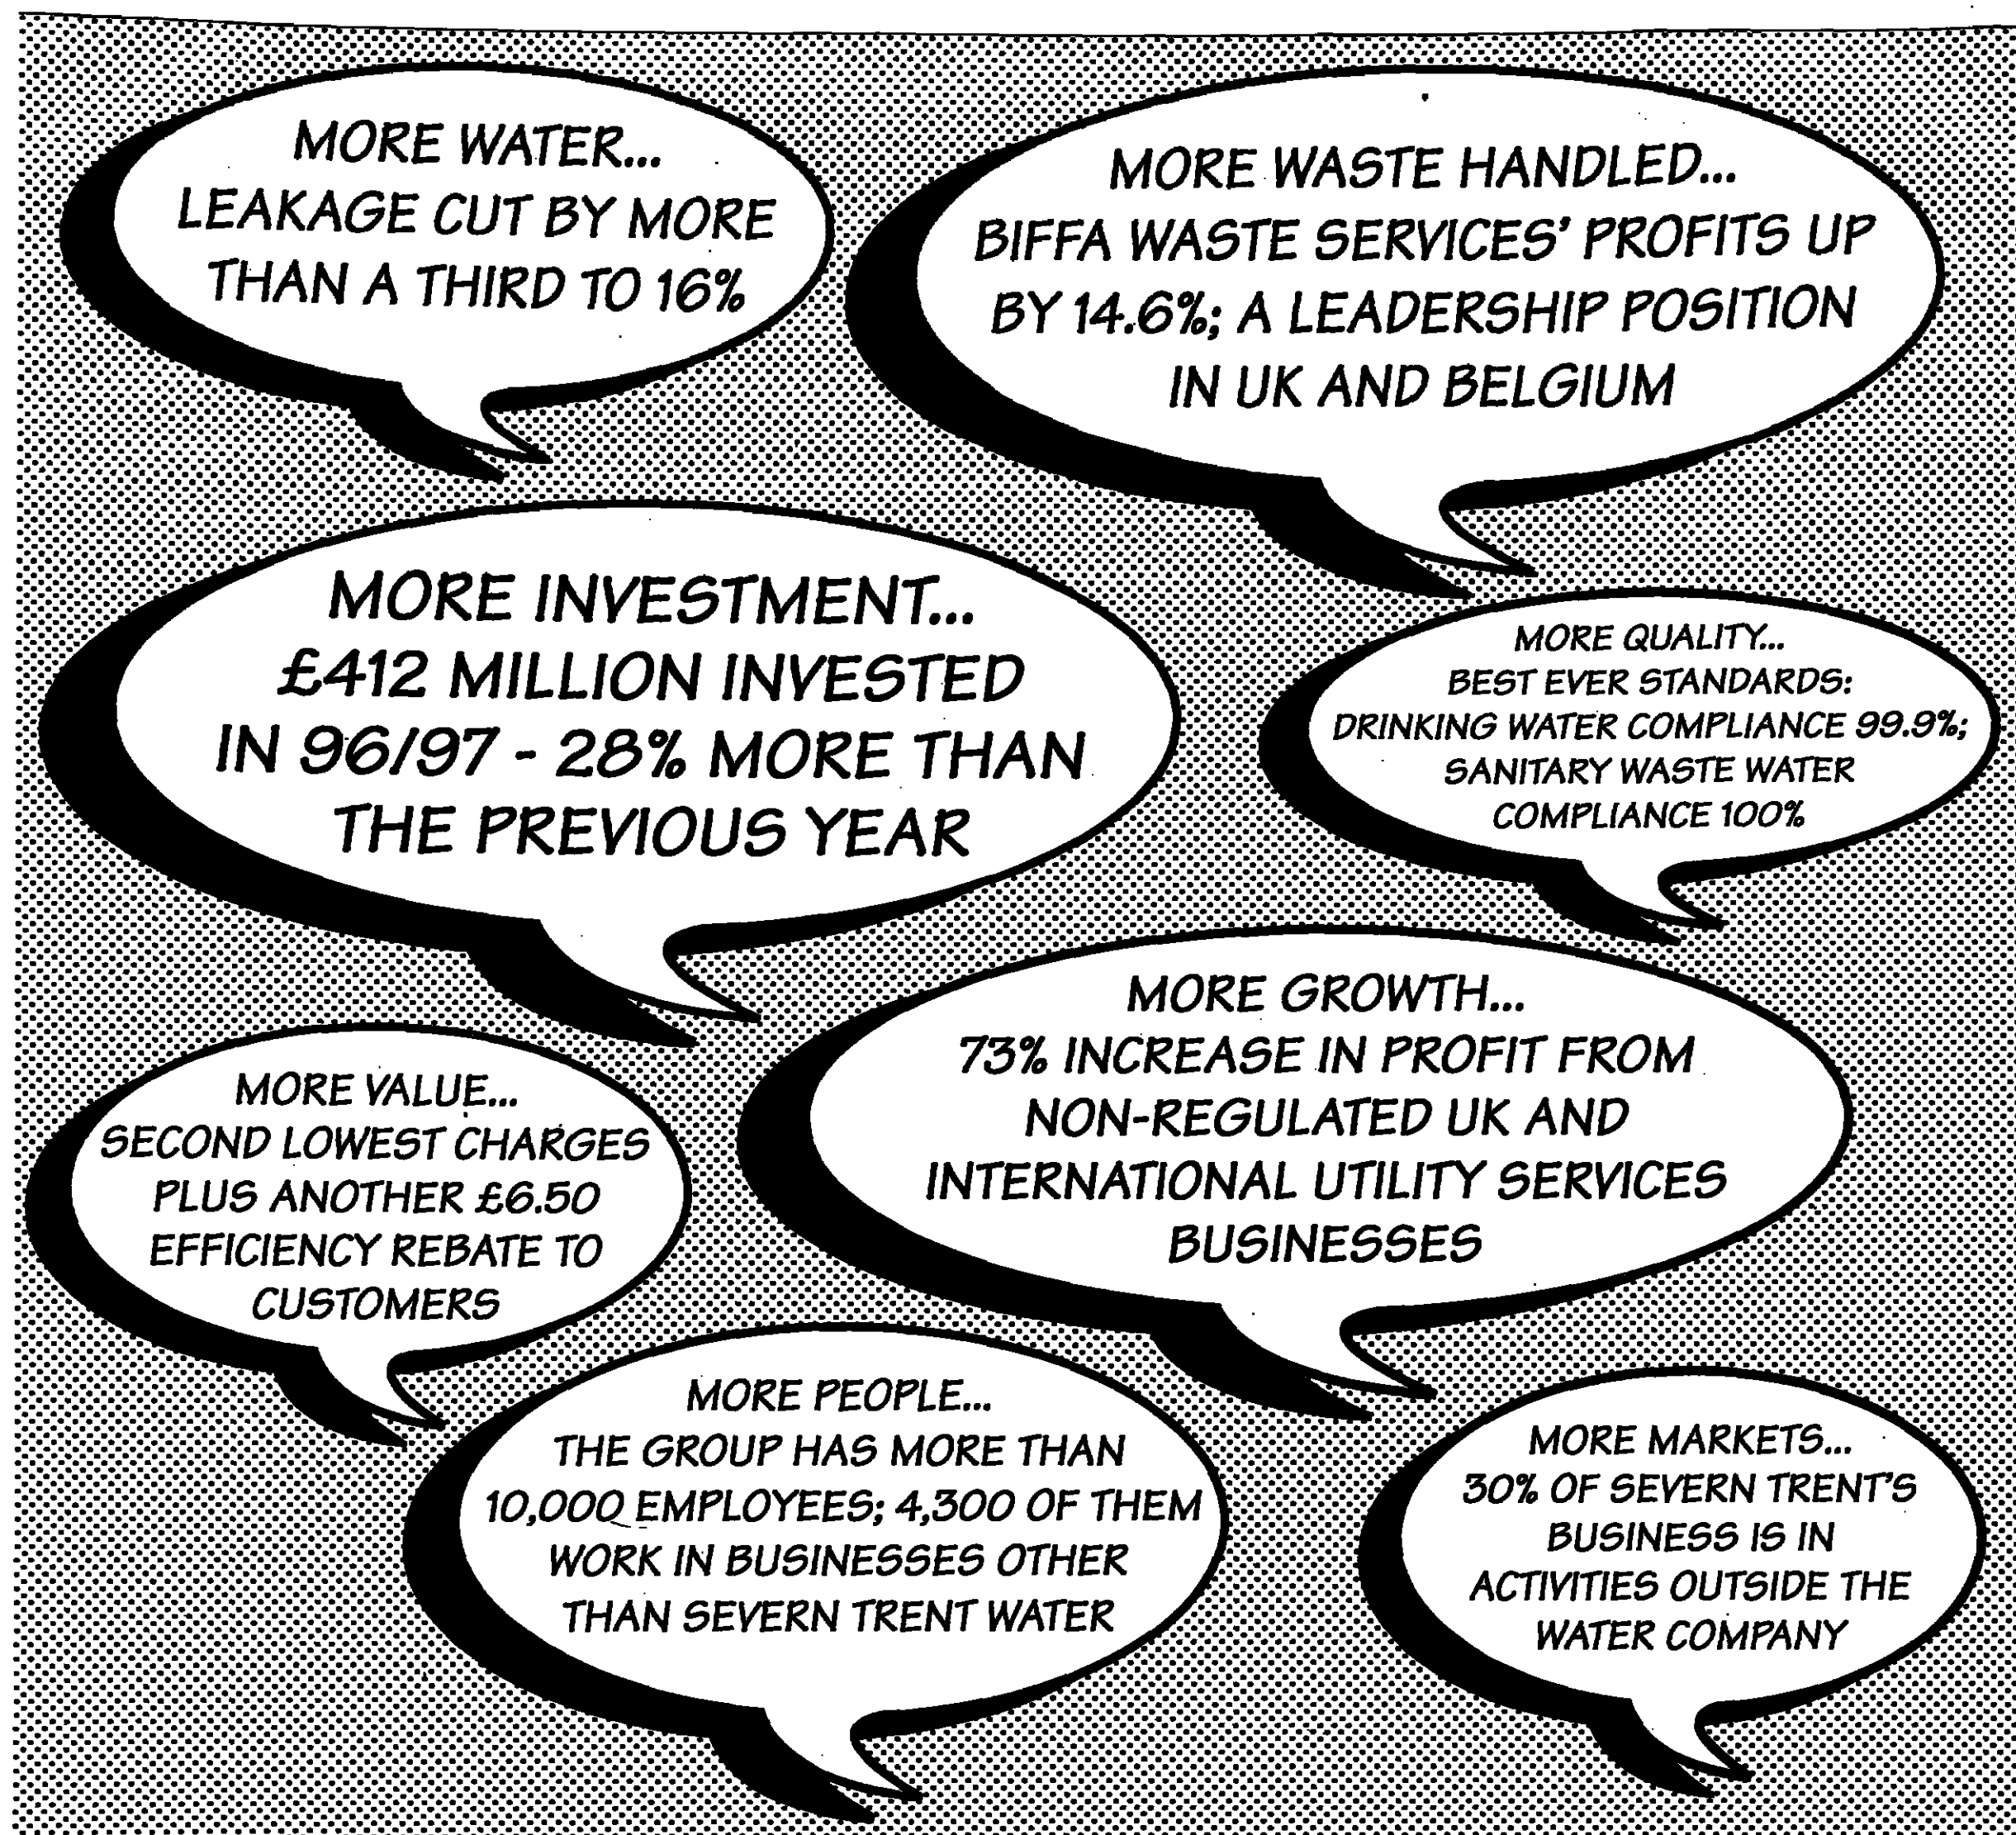 MORE WATER...
LEAKAGE CUT BY MORE
THAN A THIRD TO 16%
MORE WASTE HANDLED...
BIFFA WASTE SERVICES' PROFITS UP
BY 14.6%; A LEADERSHIP POSITION
IN UK AND BELGIUM
MORE INVESTMENT...
£412 MILLION INVESTED
IN 96/97 - 28% MORE THAN
THE PREVIOUS YEAR
MORE QUALITY...
BEST EVER STANDARDS:
DRINKING WATER COMPLIANCE 99.9%;
SANITARY WASTE WATER
COMPLIANCE 100%
MORE GROWTH...
73% INCREASE IN PROFIT FROM
NON-REGULATED UK AND
INTERNATIONAL UTILITY SERVICES
BUSINESSES
MORE VALUE...
SECOND LOWEST CHARGES
PLUS ANOTHER £6.50
EFFICIENCY REBATE TO
CUSTOMERS
MORE PEOPLE...
THE GROUP HAS MORE THAN
10,000 EMPLOYEES; 4,300 OF THEM
WORK IN BUSINESSES OTHER
THAN SEVERN TRENT WATER
MORE MARKETS...
30% OF SEVERN TRENT'S
BUSINESS IS IN
ACTIVITIES OUTSIDE THE
WATER COMPANY